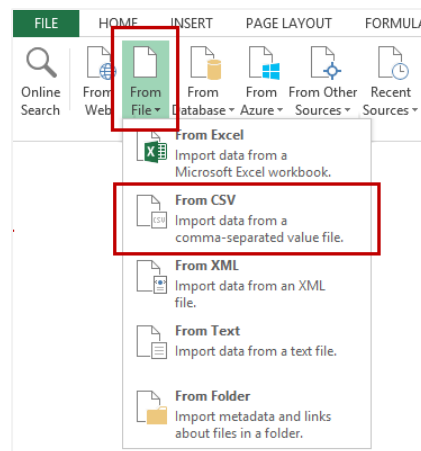 FILE HOME INSERT PAGE LAYOUT FORMULA
Online Search
From Web
From File
From Database
From Azure
From Other Sources
Recent Sources
From Excel
Import data from a
Microsoft Excel workbook.
From CSV
Import data from a
comma-separated value file.
From XML
Import data from an XML
file.
From Text
Import data from a text file.
From Folder
Import metadata and links
about files in a folder.